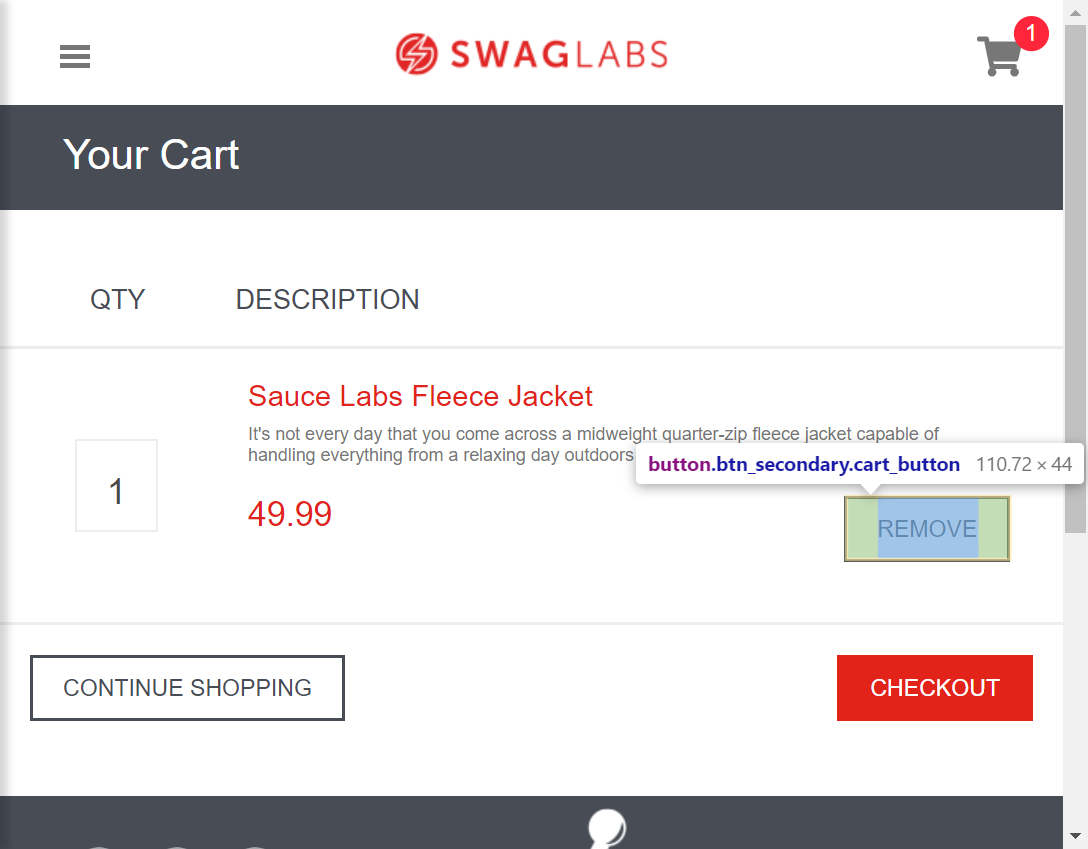 SWAGLABS
1
Your Cart
QTY DESCRIPTION
Sauce Labs Fleece Jacket
It's not every day that you come across a midweight quarter-zip fleece jacket capable of
handling everything from a relaxing day outdoors
button.btn_secondary.cart_button 110.72 × 44
1
49.99
REMOVE
CONTINUE SHOPPING
CHECKOUT